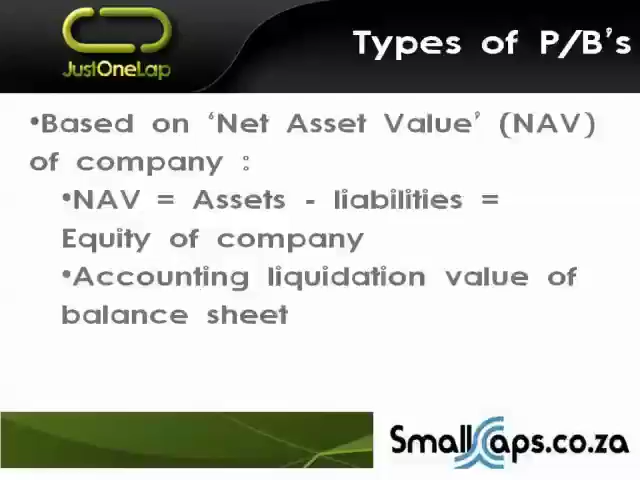 JustOneLap
Types of P/B's
•Based on 'Net Asset Value' (NAV)
of company :
•NAV = Assets - liabilities =
Equity of company
•Accounting liquidation value of
balance sheet
SmallCaps.co.za